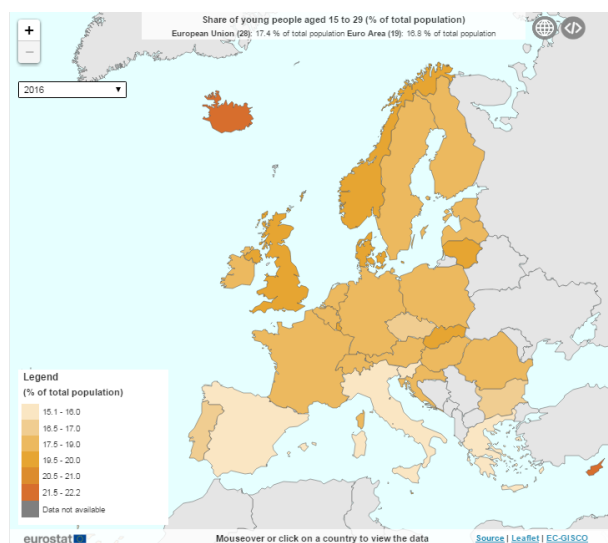 Share of young people aged 15 to 29 (% of total population)
European Union (28): 17.4 % of total population Euro Area (19): 16.8 % of total population
+
−
2016
Legend
(% of total population)
15.1 - 16.0
16.5 - 17.0
17.5 - 19.0
19.5 - 20.0
20.5 - 21.0
21.5 - 22.2
Data not available
eurostat
Mouseover or click on a country to view the data
Source | Leaflet | EC-GISCO